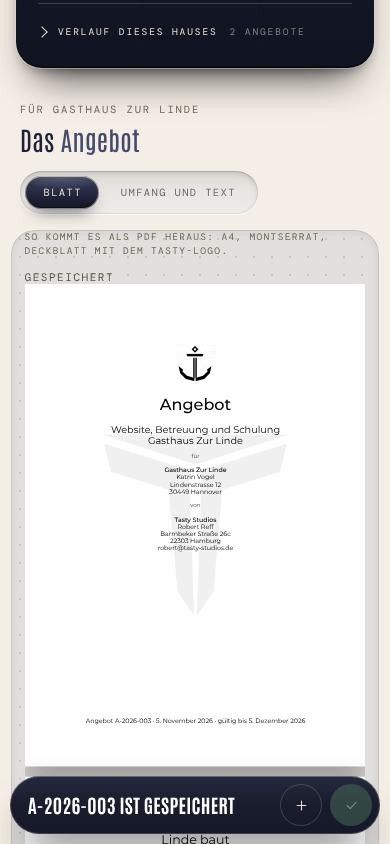 VERLAUF DIESES HAUSES 2 ANGEBOTE
FÜR GASTHAUS ZUR LINDE
Das Angebot
BLATT UMFANG UND TEXT
SO KOMMT ES ALS PDF HERAUS: A4, MONTSERRAT,
DECKBLATT MIT DEM TASTY-LOGO.
GESPEICHERT
Angebot
Website, Betreuung und Schulung
Gasthaus Zur Linde
für
Gasthaus Zur Linde
Katrin Vogel
Lindenstrasse 12
30449 Hannover
von
Tasty Studios
Robert Reff
Barmbeker Straße 26c
22303 Hamburg
robert@tasty-studios.de
Angebot A-2026-003 · 5. November 2026 · gültig bis 5. Dezember 2026
A-2026-003 IST GESPEICHERT
Linde baut